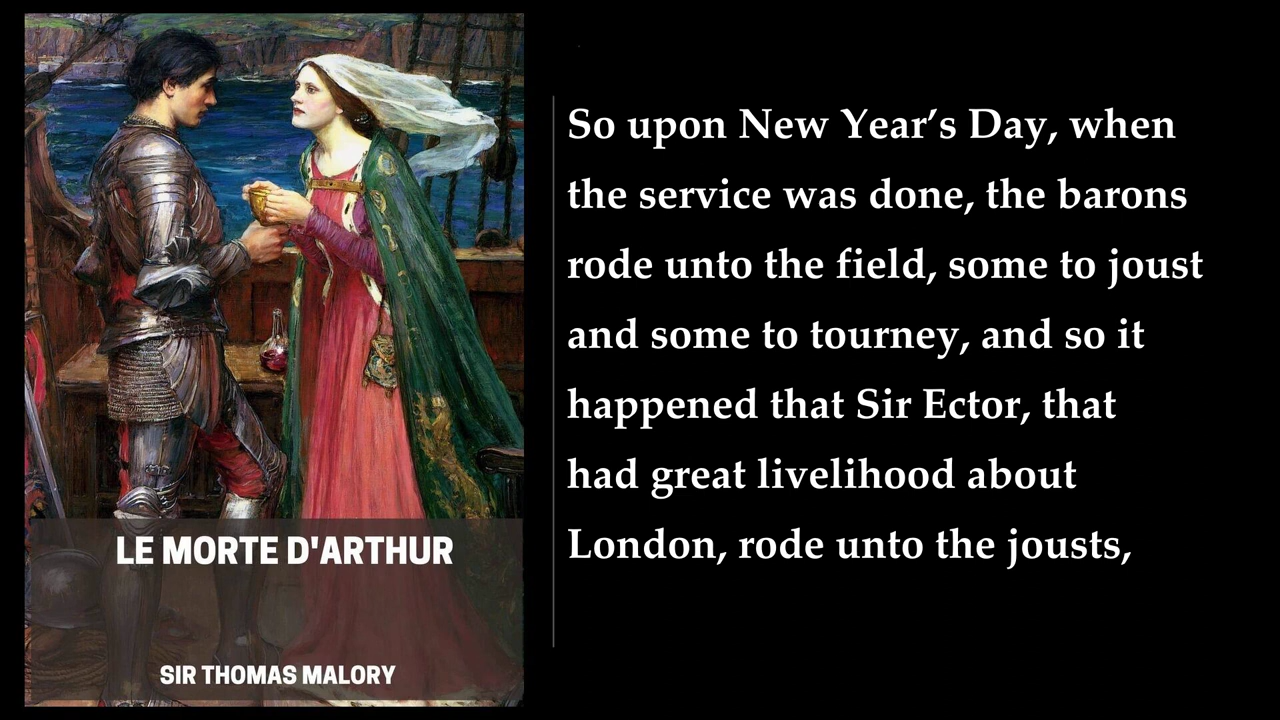 LE MORTE D'ARTHUR
SIR THOMAS MALORY
So upon New Year’s Day, when
the service was done, the barons
rode unto the field, some to joust
and some to tourney, and so it
happened that Sir Ector, that
had great livelihood about
London, rode unto the jousts,